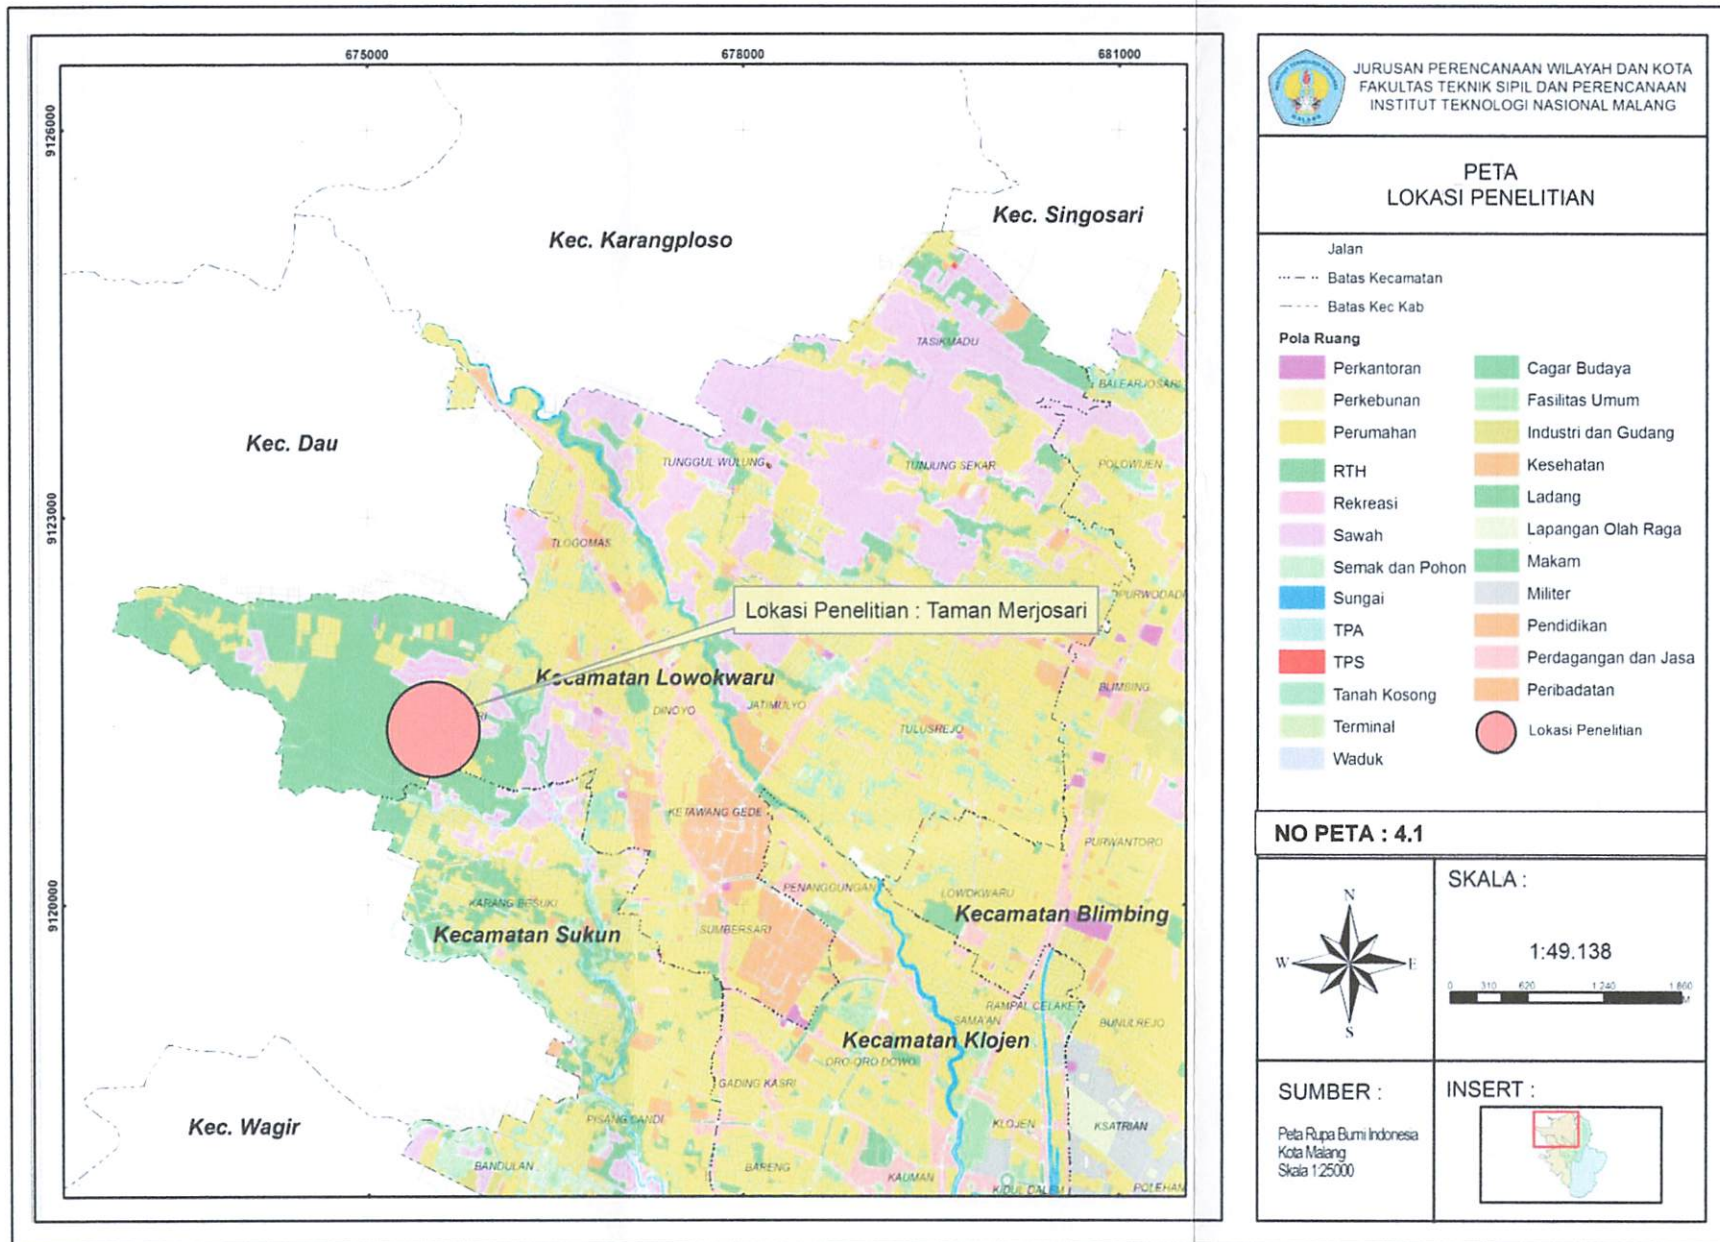 675000
678000
681000
9126000
9123000
9120000
Kec. Singosari
Kec. Karangploso
Kec. Dau
Kec. Wagir
TASIKMADU
BALEARJOSARI
TUNGGUL WULUNG
TUNJUNG SEKAR
POLOWIJEN
TLOGOMAS
PURWODADI
Lokasi Penelitian : Taman Merjosari
Kecamatan Lowokwaru
BLIMBING
DINOYO
JATIMULYO
TULUSREJO
KETAWANG GEDE
PURWANTORO
PENANGGUNGAN
LOWOKWARU
KARANG BESUKI
Kecamatan Blimbing
Kecamatan Sukun
SUMBERSARI
RAMPAL CELAKET
SAMA'AN
BUNULREJO
Kecamatan Klojen
ORO-ORO DOWO
GADING KASRI
PISANG CANDI
KLOJEN
KSATRIAN
BANDULAN
BARENG
KAUMAN
KIDUL DALEM
POLEHAN
JURUSAN PERENCANAAN WILAYAH DAN KOTA
FAKULTAS TEKNIK SIPIL DAN PERENCANAAN
INSTITUT TEKNOLOGI NASIONAL MALANG
PETA
LOKASI PENELITIAN
Jalan
Batas Kecamatan
Batas Kec Kab
Pola Ruang
Perkantoran
Perkebunan
Perumahan
RTH
Rekreasi
Sawah
Semak dan Pohon
Sungai
TPA
TPS
Tanah Kosong
Terminal
Waduk
Cagar Budaya
Fasilitas Umum
Industri dan Gudang
Kesehatan
Ladang
Lapangan Olah Raga
Makam
Militer
Pendidikan
Perdagangan dan Jasa
Peribadatan
Lokasi Penelitian
NO PETA : 4.1
N
W E
S
SKALA :
1:49.138
0 310 620 1.240 1.860
M
SUMBER :
Peta Rupa Bumi Indonesia
Kota Malang
Skala 1:25000
INSERT :